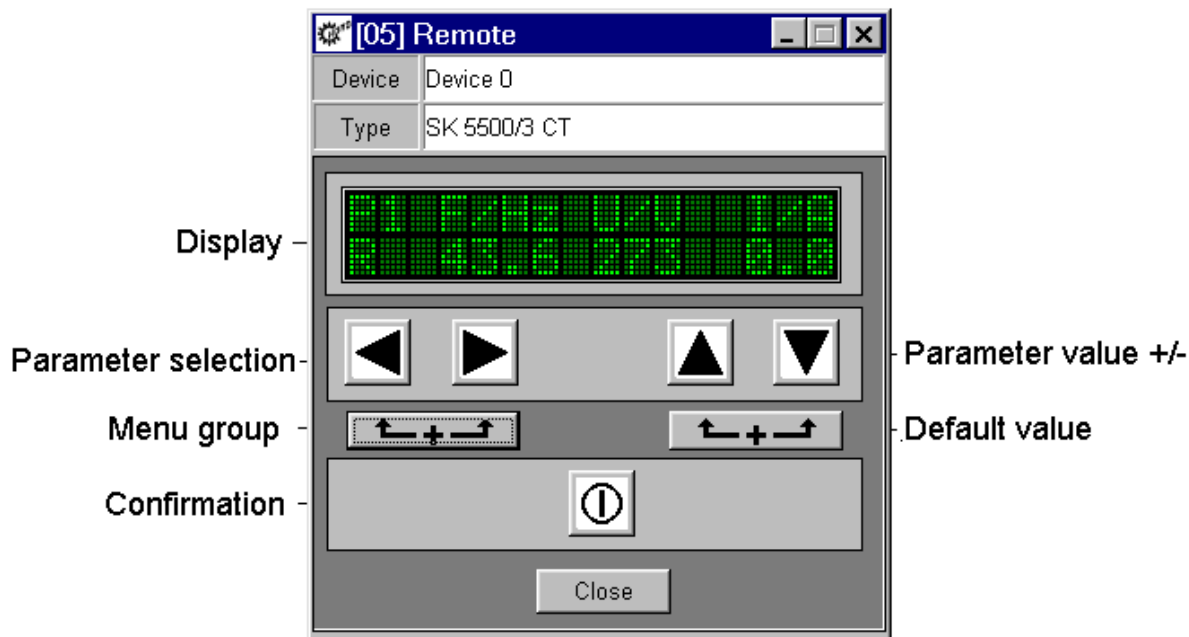 [05] Remote
Device Device 0
Type SK 5500/3 CT
Display
P1 F/Hz U/V I/A
R 43.6 273 0.0
Parameter selection
Parameter value +/-
Menu group
Default value
Confirmation
Close